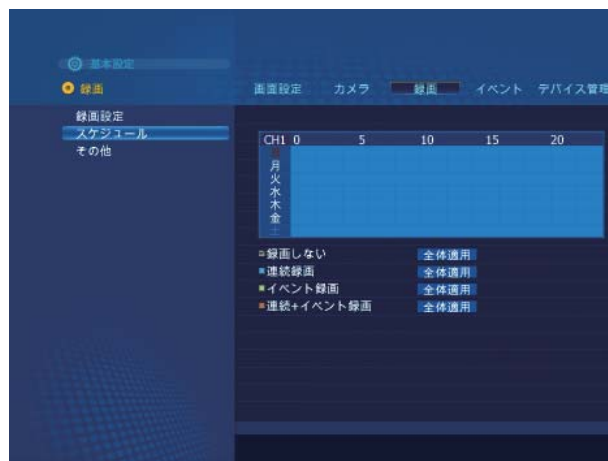 基本設定
録画
画面設定 カメラ 録画 イベント デバイス管理
録画設定
スケジュール
その他
CH1 0 5 10 15 20
月
火
水
木
金
土
録画しない 全体適用
連続録画 全体適用
イベント録画 全体適用
連続+イベント録画 全体適用